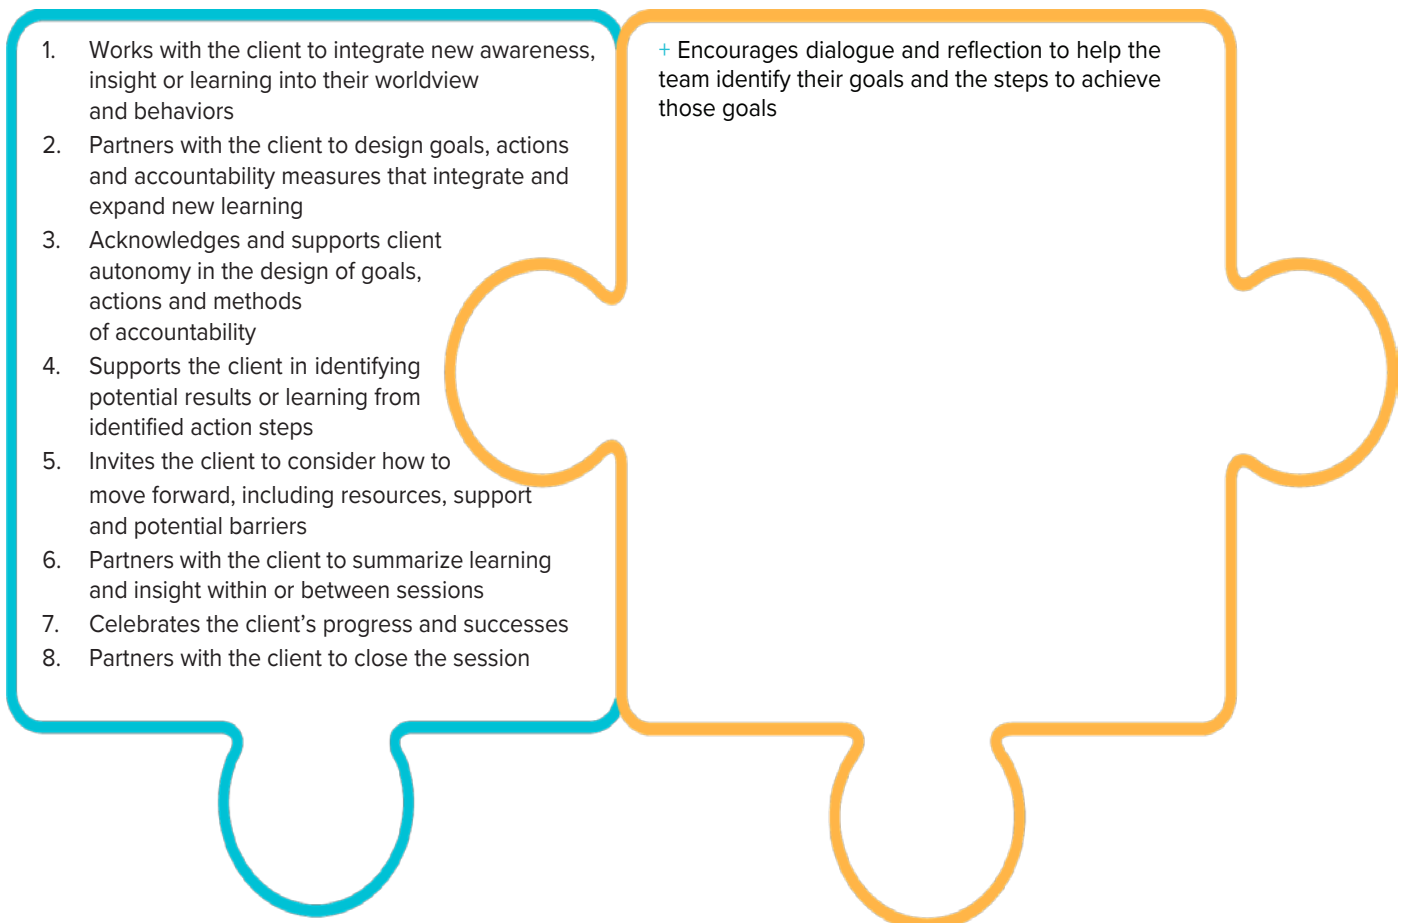 1. Works with the client to integrate new awareness,
insight or learning into their worldview
and behaviors
2. Partners with the client to design goals, actions
and accountability measures that integrate and
expand new learning
3. Acknowledges and supports client
autonomy in the design of goals,
actions and methods
of accountability
4. Supports the client in identifying
potential results or learning from
identified action steps
5. Invites the client to consider how to
move forward, including resources, support
and potential barriers
6. Partners with the client to summarize learning
and insight within or between sessions
7. Celebrates the client’s progress and successes
8. Partners with the client to close the session
+ Encourages dialogue and reflection to help the
team identify their goals and the steps to achieve
those goals